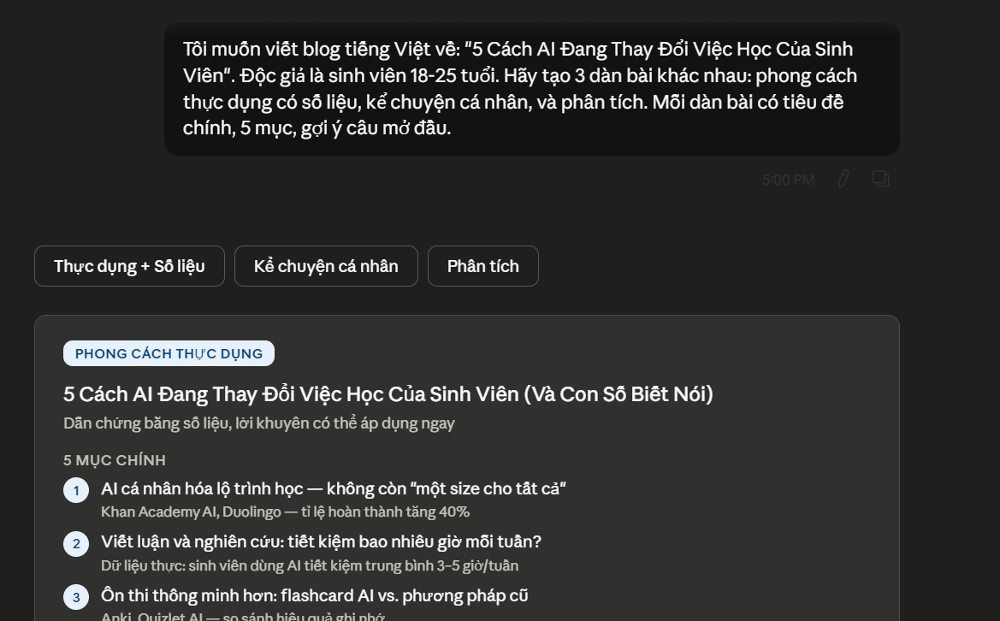 Tôi muốn viết blog tiếng Việt về: "5 Cách AI Đang Thay Đổi Việc Học Của Sinh
Viên". Độc giả là sinh viên 18-25 tuổi. Hãy tạo 3 dàn bài khác nhau: phong cách
thực dụng có số liệu, kể chuyện cá nhân, và phân tích. Mỗi dàn bài có tiêu đề
chính, 5 mục, gợi ý câu mở đầu.
5:00 PM
Thực dụng + Số liệu
Kể chuyện cá nhân
Phân tích
PHONG CÁCH THỰC DỤNG
5 Cách AI Đang Thay Đổi Việc Học Của Sinh Viên (Và Con Số Biết Nói)
Dẫn chứng bằng số liệu, lời khuyên có thể áp dụng ngay
5 MỤC CHÍNH
1 AI cá nhân hóa lộ trình học — không còn "một size cho tất cả"
Khan Academy AI, Duolingo — tỉ lệ hoàn thành tăng 40%
2 Viết luận và nghiên cứu: tiết kiệm bao nhiêu giờ mỗi tuần?
Dữ liệu thực: sinh viên dùng AI tiết kiệm trung bình 3–5 giờ/tuần
3 Ôn thi thông minh hơn: flashcard AI vs. phương pháp cũ
Anki, Quizlet AI — so sánh hiệu quả ghi nhớ